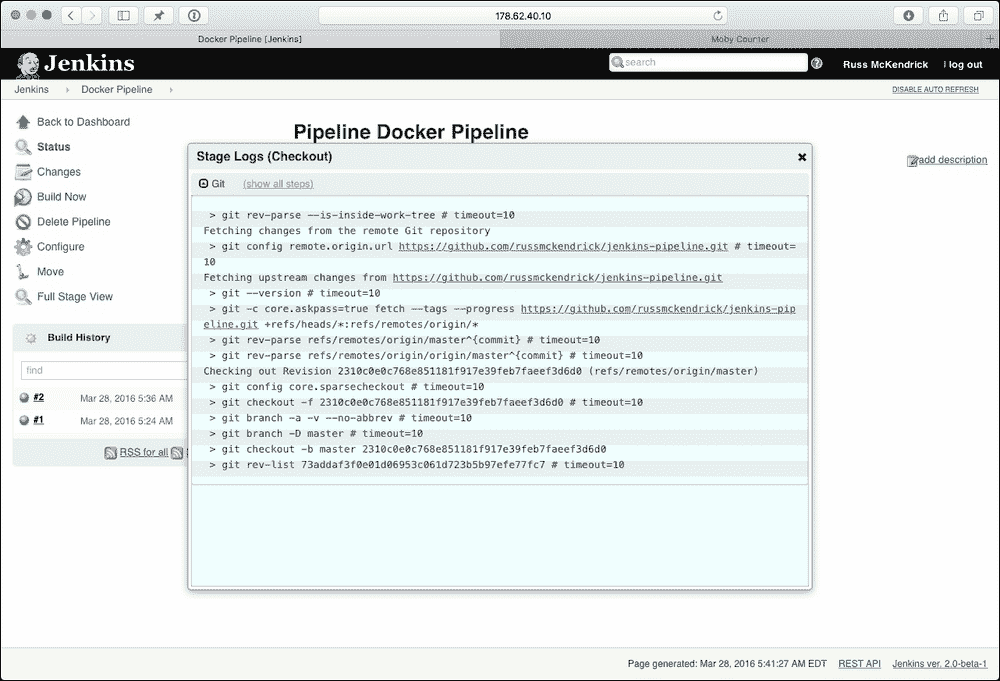 178.62.40.10
Docker Pipeline [Jenkins]
Moby Counter
Jenkins
search
Russ McKendrick
log out
Jenkins
Docker Pipeline
DISABLE AUTO REFRESH
Back to Dashboard
Status
Changes
Build Now
Delete Pipeline
Configure
Move
Full Stage View
Pipeline Docker Pipeline
add description
Stage Logs (Checkout)
Git (show all steps)
> git rev-parse --is-inside-work-tree # timeout=10
Fetching changes from the remote Git repository
> git config remote.origin.url https://github.com/russmckendrick/jenkins-pipeline.git # timeout=
10
Fetching upstream changes from https://github.com/russmckendrick/jenkins-pipeline.git
> git --version # timeout=10
> git -c core.askpass=true fetch --tags --progress https://github.com/russmckendrick/jenkins-pip
eline.git +refs/heads/*:refs/remotes/origin/*
> git rev-parse refs/remotes/origin/master^{commit} # timeout=10
> git rev-parse refs/remotes/origin/origin/master^{commit} # timeout=10
Checking out Revision 2310c0e0c768e851181f917e39feb7faeef3d6d0 (refs/remotes/origin/master)
> git config core.sparsecheckout # timeout=10
> git checkout -f 2310c0e0c768e851181f917e39feb7faeef3d6d0 # timeout=10
> git branch -a -v --no-abbrev # timeout=10
> git branch -D master # timeout=10
> git checkout -b master 2310c0e0c768e851181f917e39feb7faeef3d6d0
> git rev-list 73addaf3f0e01d06953c061d723b5b97efe77fc7 # timeout=10
Build History
find
#2 Mar 28, 2016 5:36 AM
#1 Mar 28, 2016 5:24 AM
RSS for all
Page generated: Mar 28, 2016 5:41:27 AM EDT
REST API
Jenkins ver. 2.0-beta-1